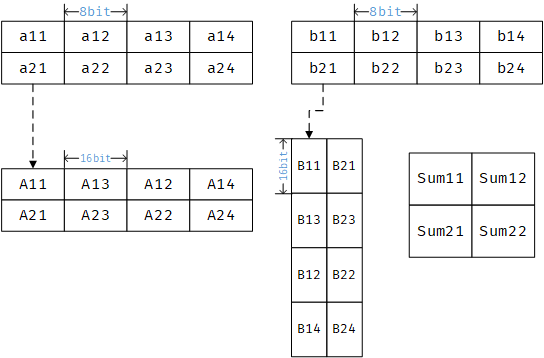 8bit 8bit
a11 a12 a13 a14 b11 b12 b13 b14
a21 a22 a23 a24 b21 b22 b23 b24
16bit
A11 A13 A12 A14
A21 A23 A22 A24
16bit
B11 B21
B13 B23
B12 B22
B14 B24
Sum11 Sum12
Sum21 Sum22